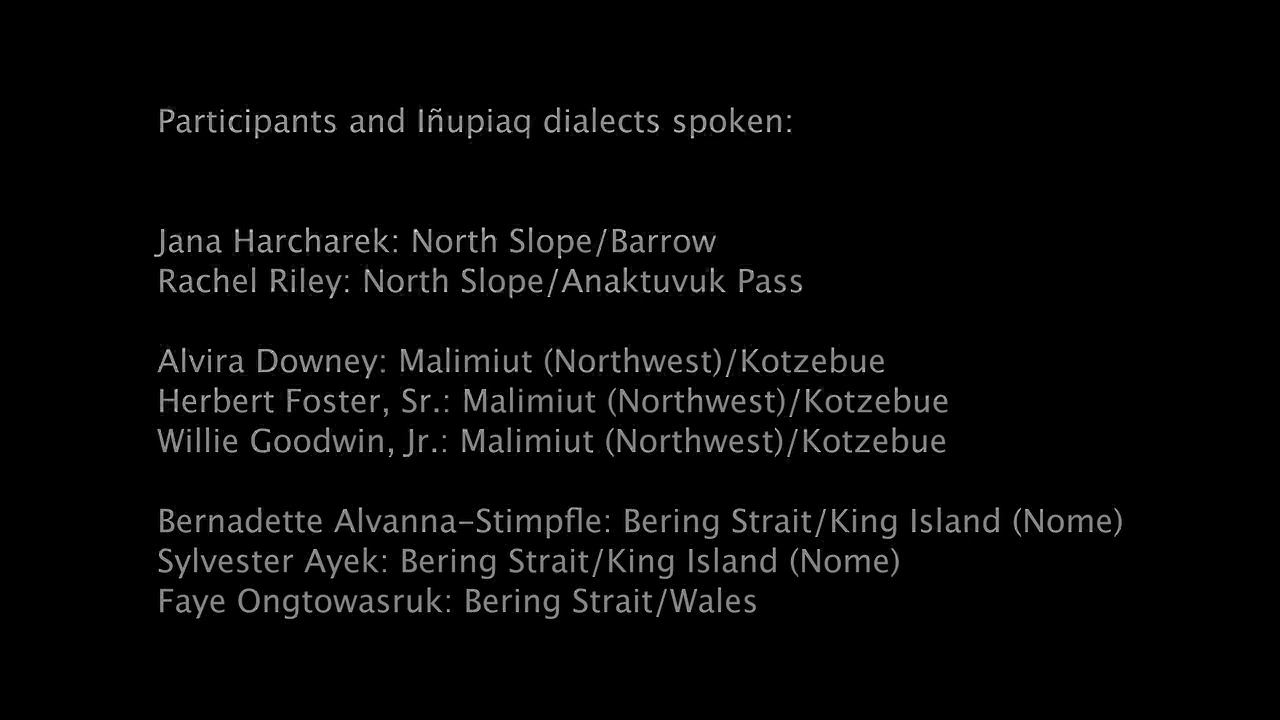 Participants and Iñupiaq dialects spoken:
Jana Harcharek: North Slope/Barrow
Rachel Riley: North Slope/Anaktuvuk Pass
Alvira Downey: Malimiut (Northwest)/Kotzebue
Herbert Foster, Sr.: Malimiut (Northwest)/Kotzebue
Willie Goodwin, Jr.: Malimiut (Northwest)/Kotzebue
Bernadette Alvanna-Stimpfle: Bering Strait/King Island (Nome)
Sylvester Ayek: Bering Strait/King Island (Nome)
Faye Ongtowasruk: Bering Strait/Wales